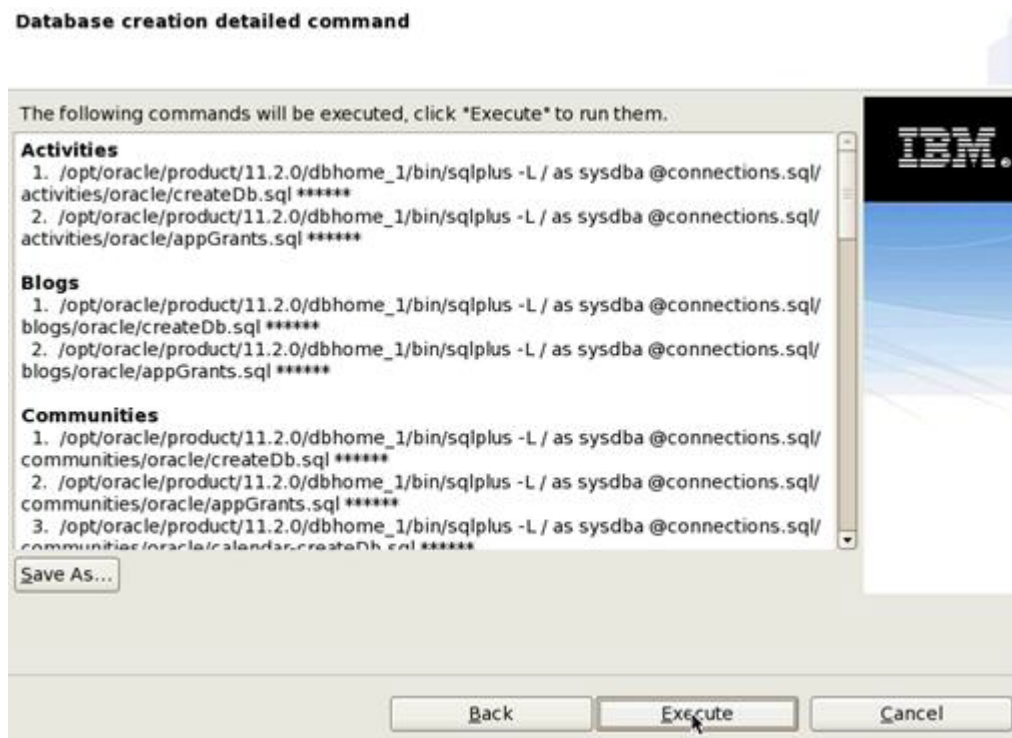 Database creation detailed command
The following commands will be executed, click "Execute" to run them.
IBM.
Activities
1. /opt/oracle/product/11.2.0/dbhome_1/bin/sqlplus -L / as sysdba @connections.sql/
activities/oracle/createDb.sql ******
2. /opt/oracle/product/11.2.0/dbhome_1/bin/sqlplus -L / as sysdba @connections.sql/
activities/oracle/appGrants.sql ******
Blogs
1. /opt/oracle/product/11.2.0/dbhome_1/bin/sqlplus -L / as sysdba @connections.sql/
blogs/oracle/createDb.sql ******
2. /opt/oracle/product/11.2.0/dbhome_1/bin/sqlplus -L / as sysdba @connections.sql/
blogs/oracle/appGrants.sql ******
Communities
1. /opt/oracle/product/11.2.0/dbhome_1/bin/sqlplus -L / as sysdba @connections.sql/
communities/oracle/createDb.sql ******
2. /opt/oracle/product/11.2.0/dbhome_1/bin/sqlplus -L / as sysdba @connections.sql/
communities/oracle/appGrants.sql ******
3. /opt/oracle/product/11.2.0/dbhome_1/bin/sqlplus -L / as sysdba @connections.sql/
communities/oracle/calendar-createDb.sql ******
Save As...
Back
Execute
Cancel